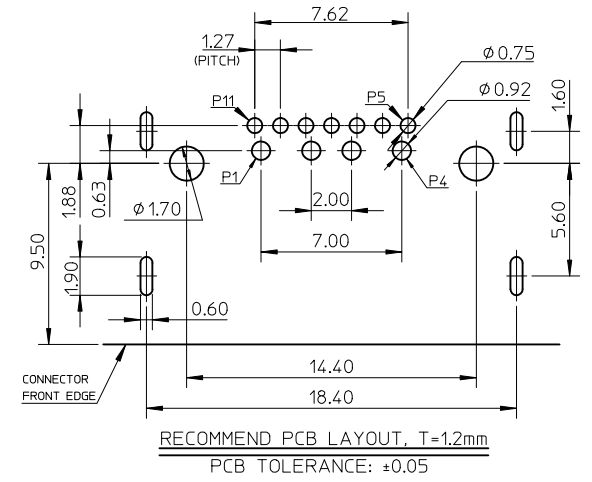 7.62
1.27
(PITCH)
Ø0.75
P11
P5
Ø0.92
1.60
P1
P4
0.63
1.88
Ø1.70
2.00
9.50
7.00
5.60
1.90
0.60
CONNECTOR
FRONT EDGE
14.40
18.40
RECOMMEND PCB LAYOUT, T=1.2mm
PCB TOLERANCE: ±0.05